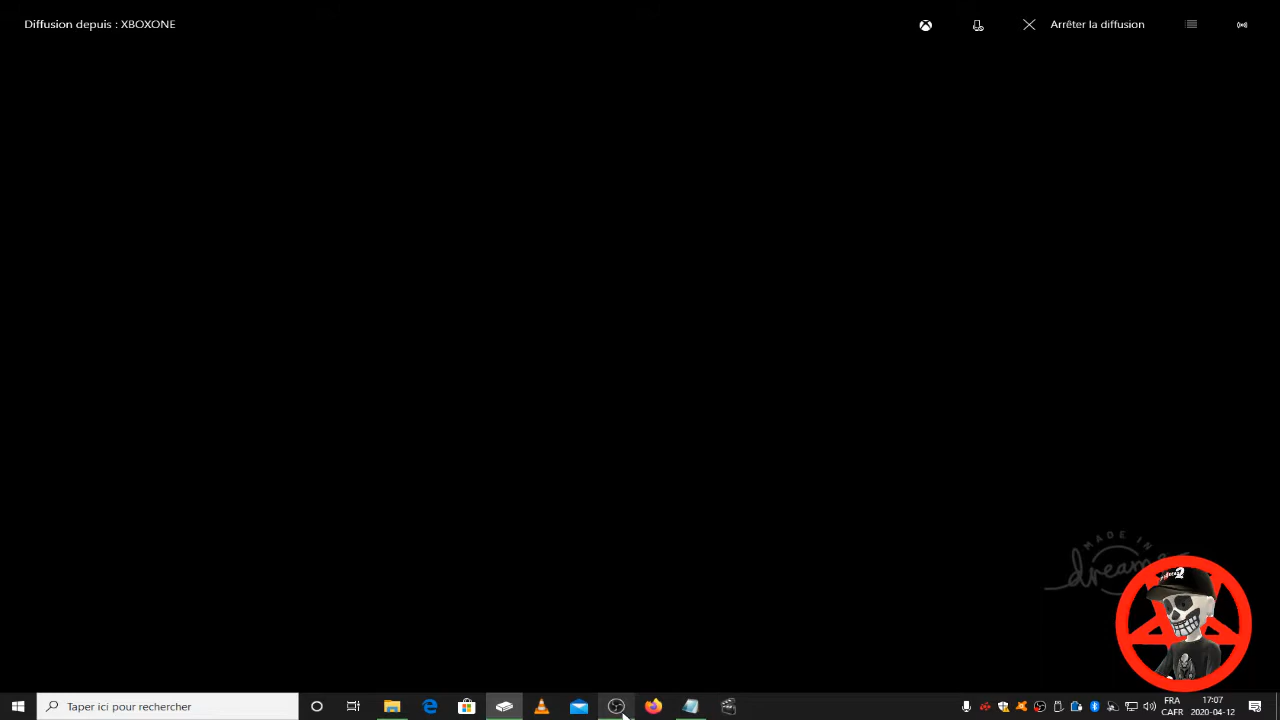 Diffusion depuis : XBOXONE
Arrêter la diffusion
MADE IN
dreams
2
Taper ici pour rechercher
FRA
CAFR
17:07
2020-04-12